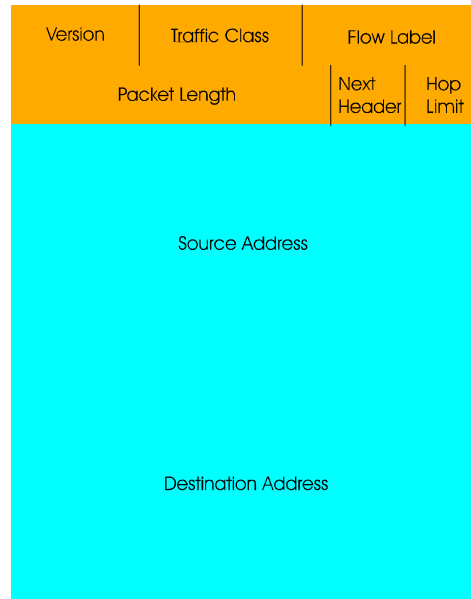 Version
Traffic Class
Flow Label
Packet Length
Next
Header
Hop
Limit
Source Address
Destination Address